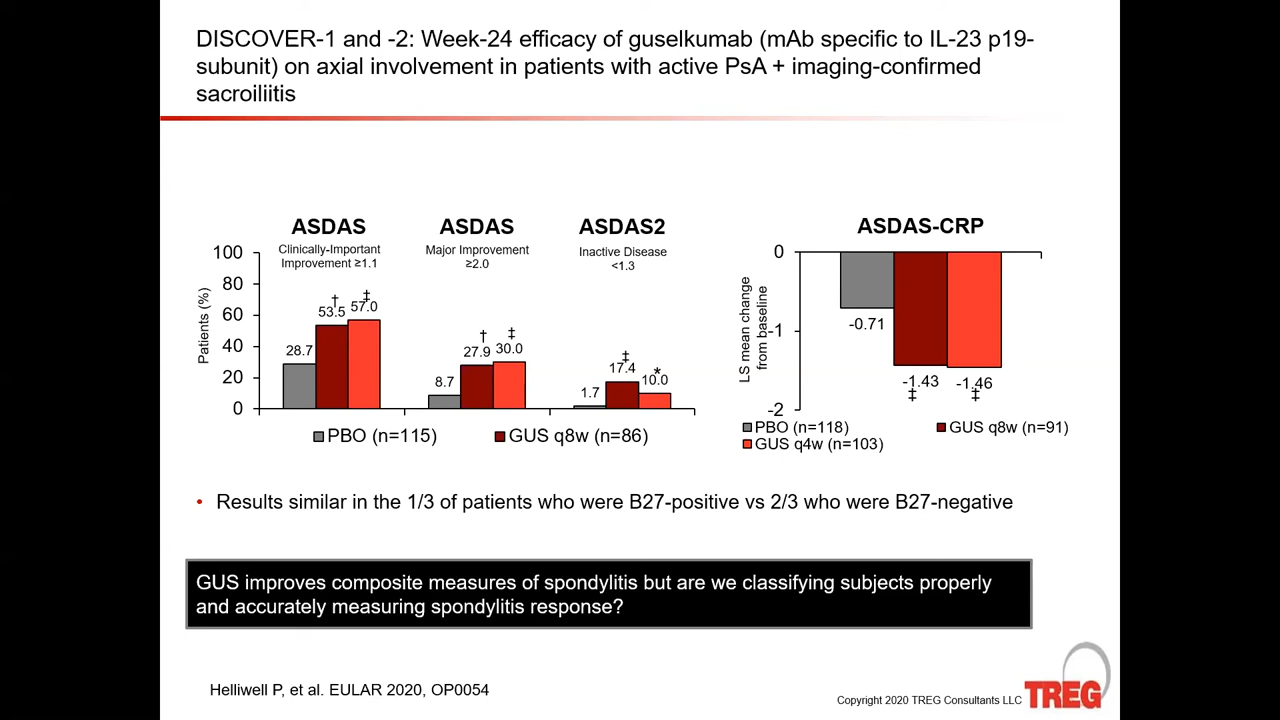 DISCOVER-1 and -2: Week-24 efficacy of guselkumab (mAb specific to IL-23 p19-
subunit) on axial involvement in patients with active PsA + imaging-confirmed
sacroiliitis
ASDAS
Clinically-Important
Improvement ≥1.1
ASDAS
Major Improvement
≥2.0
ASDAS2
Inactive Disease
<1.3
Patients (%)
100
80
60
40
20
0
28.7
†
53.5
‡
57.0
8.7
†
27.9
‡
30.0
1.7
‡
17.4
*
10.0
PBO (n=115)
GUS q8w (n=86)
ASDAS-CRP
LS mean change
from baseline
0
-1
-2
-0.71
-1.43
‡
-1.46
‡
PBO (n=118)
GUS q8w (n=91)
GUS q4w (n=103)
• Results similar in the 1/3 of patients who were B27-positive vs 2/3 who were B27-negative
GUS improves composite measures of spondylitis but are we classifying subjects properly
and accurately measuring spondylitis response?
Helliwell P, et al. EULAR 2020, OP0054
Copyright 2020 TREG Consultants LLC
TREG